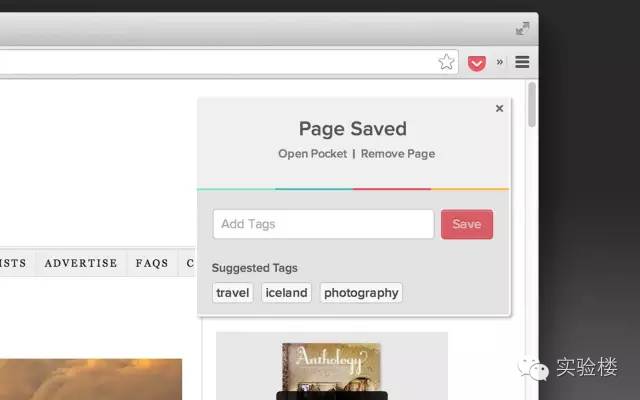 »
×
Page Saved
Open Pocket | Remove Page
Add Tags
Save
ADVERTISE FAQS
Suggested Tags
travel iceland photography
Anthology
实验楼